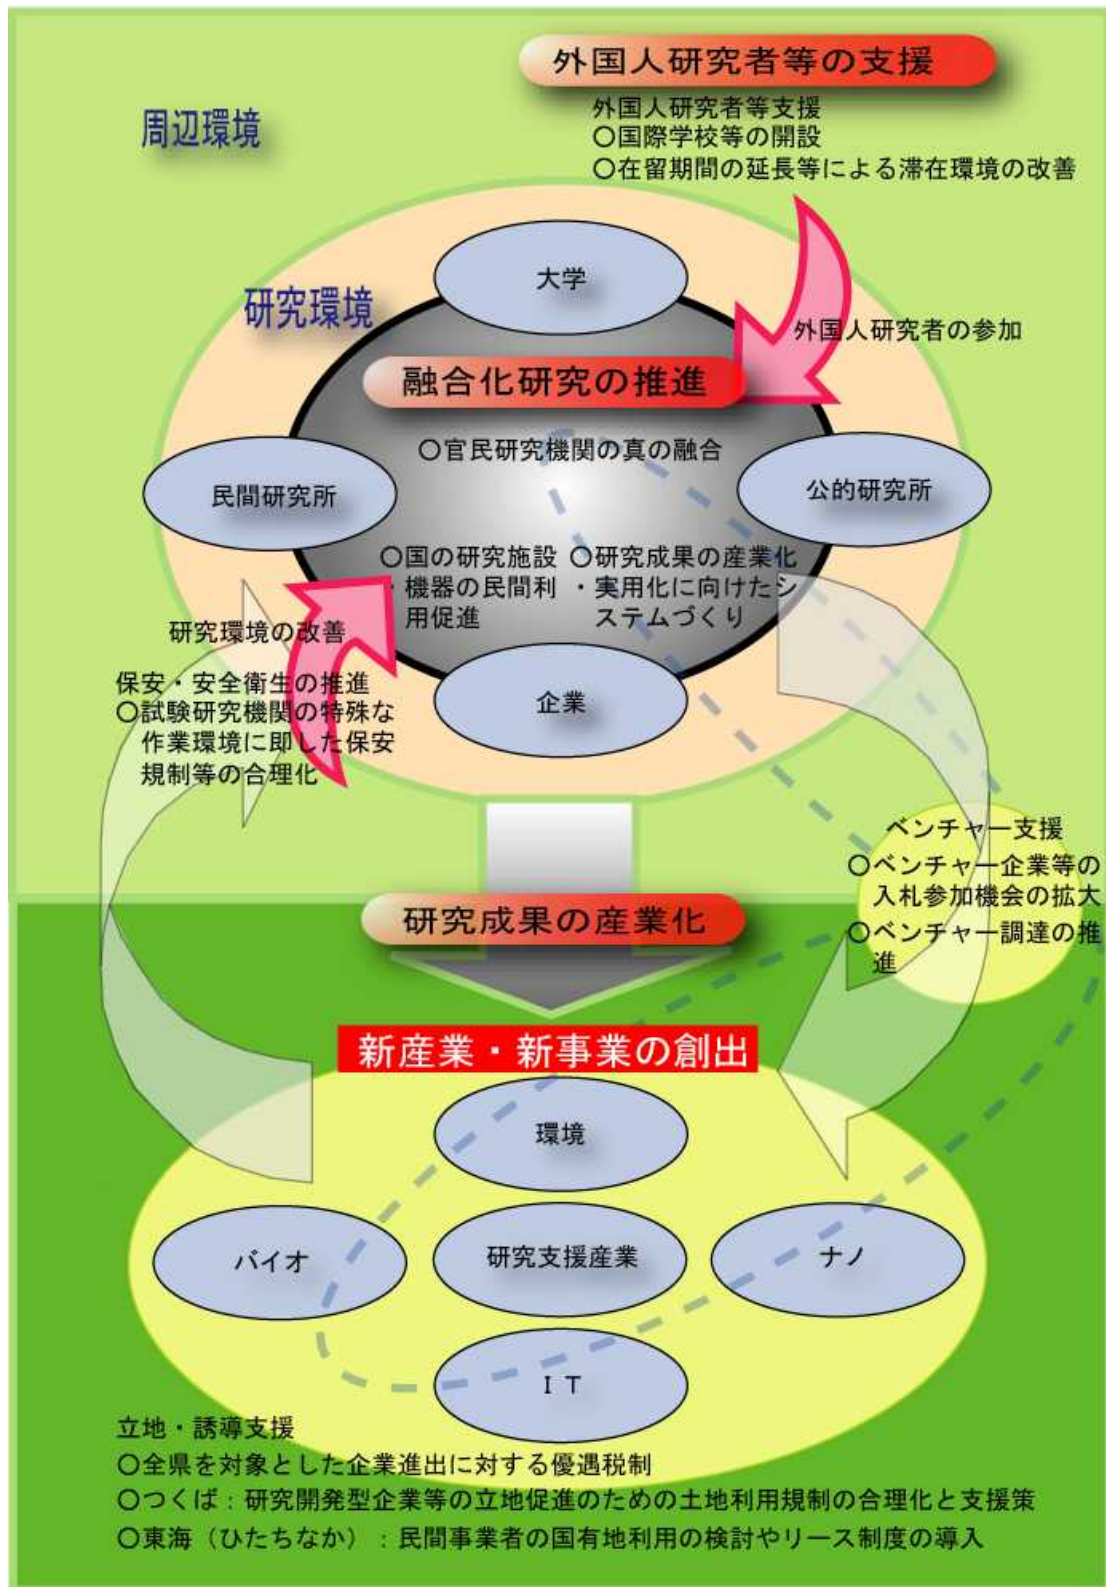 外国人研究者等の支援
外国人研究者等支援
〇国際学校等の開設
〇在留期間の延長等による滞在環境の改善
周辺環境
大学
研究環境
外国人研究者の参加
融合化研究の推進
〇官民研究機関の真の融合
民間研究所
公的研究所
〇国の研究施設
・機器の民間利
用促進
〇研究成果の産業化
・実用化に向けたシ
ステムづくり
研究環境の改善
保安・安全衛生の推進
〇試験研究機関の特殊な
作業環境に即した保安
規制等の合理化
企業
ベンチャー支援
〇ベンチャー企業等の
入札参加機会の拡大
〇ベンチャー調達の推
進
研究成果の産業化
新産業・新事業の創出
環境
バイオ
研究支援産業
ナノ
ＩＴ
立地・誘導支援
〇全県を対象とした企業進出に対する優遇税制
〇つくば：研究開発型企業等の立地促進のための土地利用規制の合理化と支援策
〇東海（ひたちなか）：民間事業者の国有地利用の検討やリース制度の導入